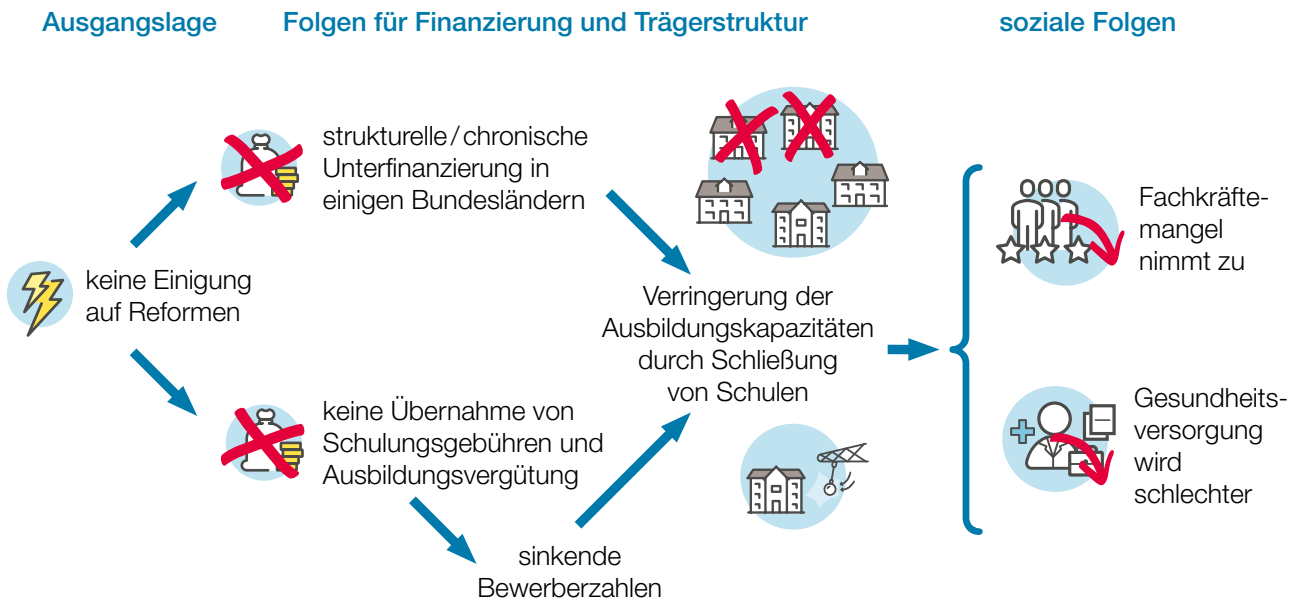 Ausgangslage
Folgen für Finanzierung und Trägerstruktur
soziale Folgen
keine Einigung
auf Reformen
strukturelle/chronische
Unterfinanzierung in
einigen Bundesländern
keine Übernahme von
Schulungsgebühren und
Ausbildungsvergütung
sinkende
Bewerberzahlen
Verringerung der
Ausbildungskapazitäten
durch Schließung
von Schulen
Fachkräfte-
mangel
nimmt zu
Gesundheits-
versorgung
wird
schlechter